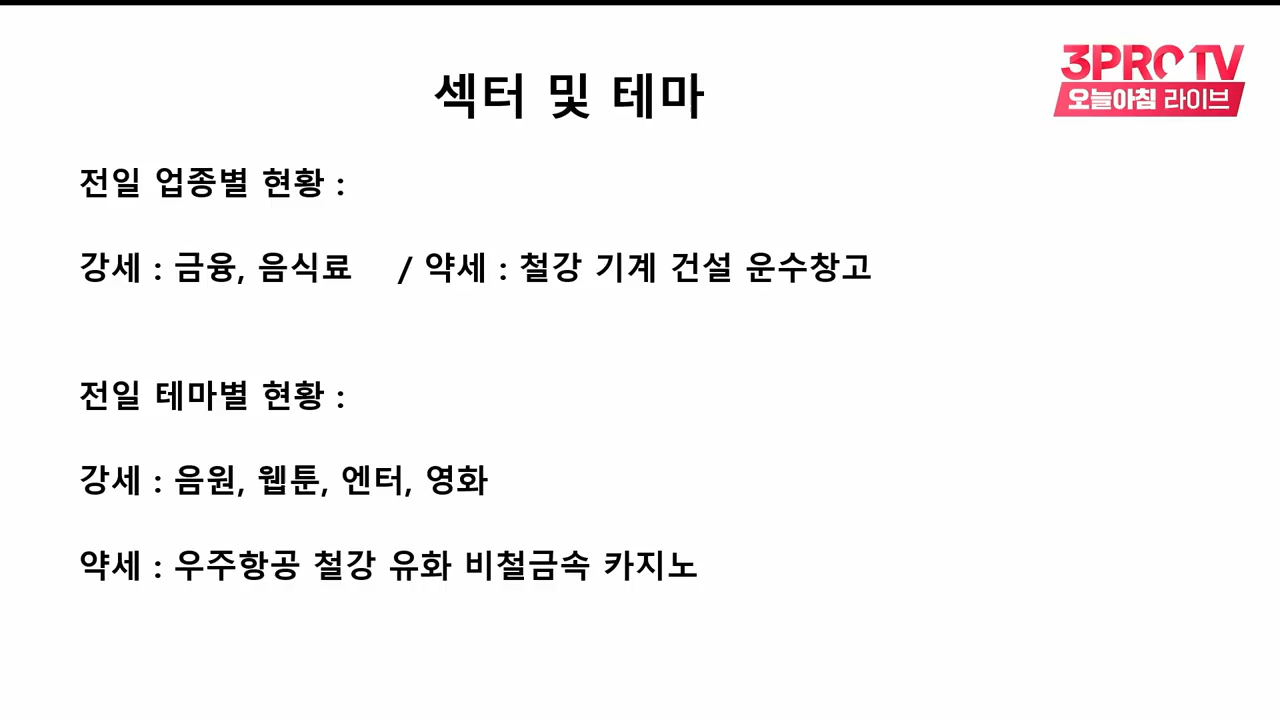 3PRO TV
오늘아침 라이브
섹터 및 테마
전일 업종별 현황 :
강세 : 금융, 음식료 / 약세 : 철강 기계 건설 운수창고
전일 테마별 현황 :
강세 : 음원, 웹툰, 엔터, 영화
약세 : 우주항공 철강 유화 비철금속 카지노